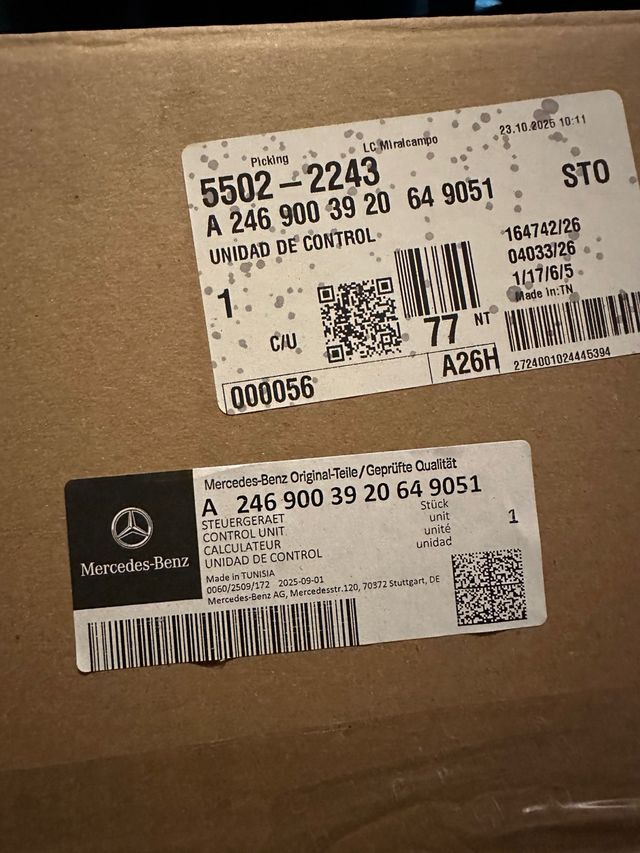 Picking
LC Miralcampo
23.10.2025 10:11
5502-2243
STO
A 246 900 39 20 64 9051
UNIDAD DE CONTROL
164742/26
04033/26
1/17/6/5
Made in:TN
1
C/U
77 NT
000056
A26H
2724001024445394
Mercedes-Benz Original-Teile/Geprüfte Qualität
A 246 900 39 20 64 9051
STEUERGERAET
CONTROL UNIT
CALCULATEUR
UNIDAD DE CONTROL
Stück
unit
unité
unidad
1
Made in TUNISIA
0060/2509/172 2025-09-01
Mercedes-Benz AG, Mercedesstr.120, 70372 Stuttgart, DE
Mercedes-Benz